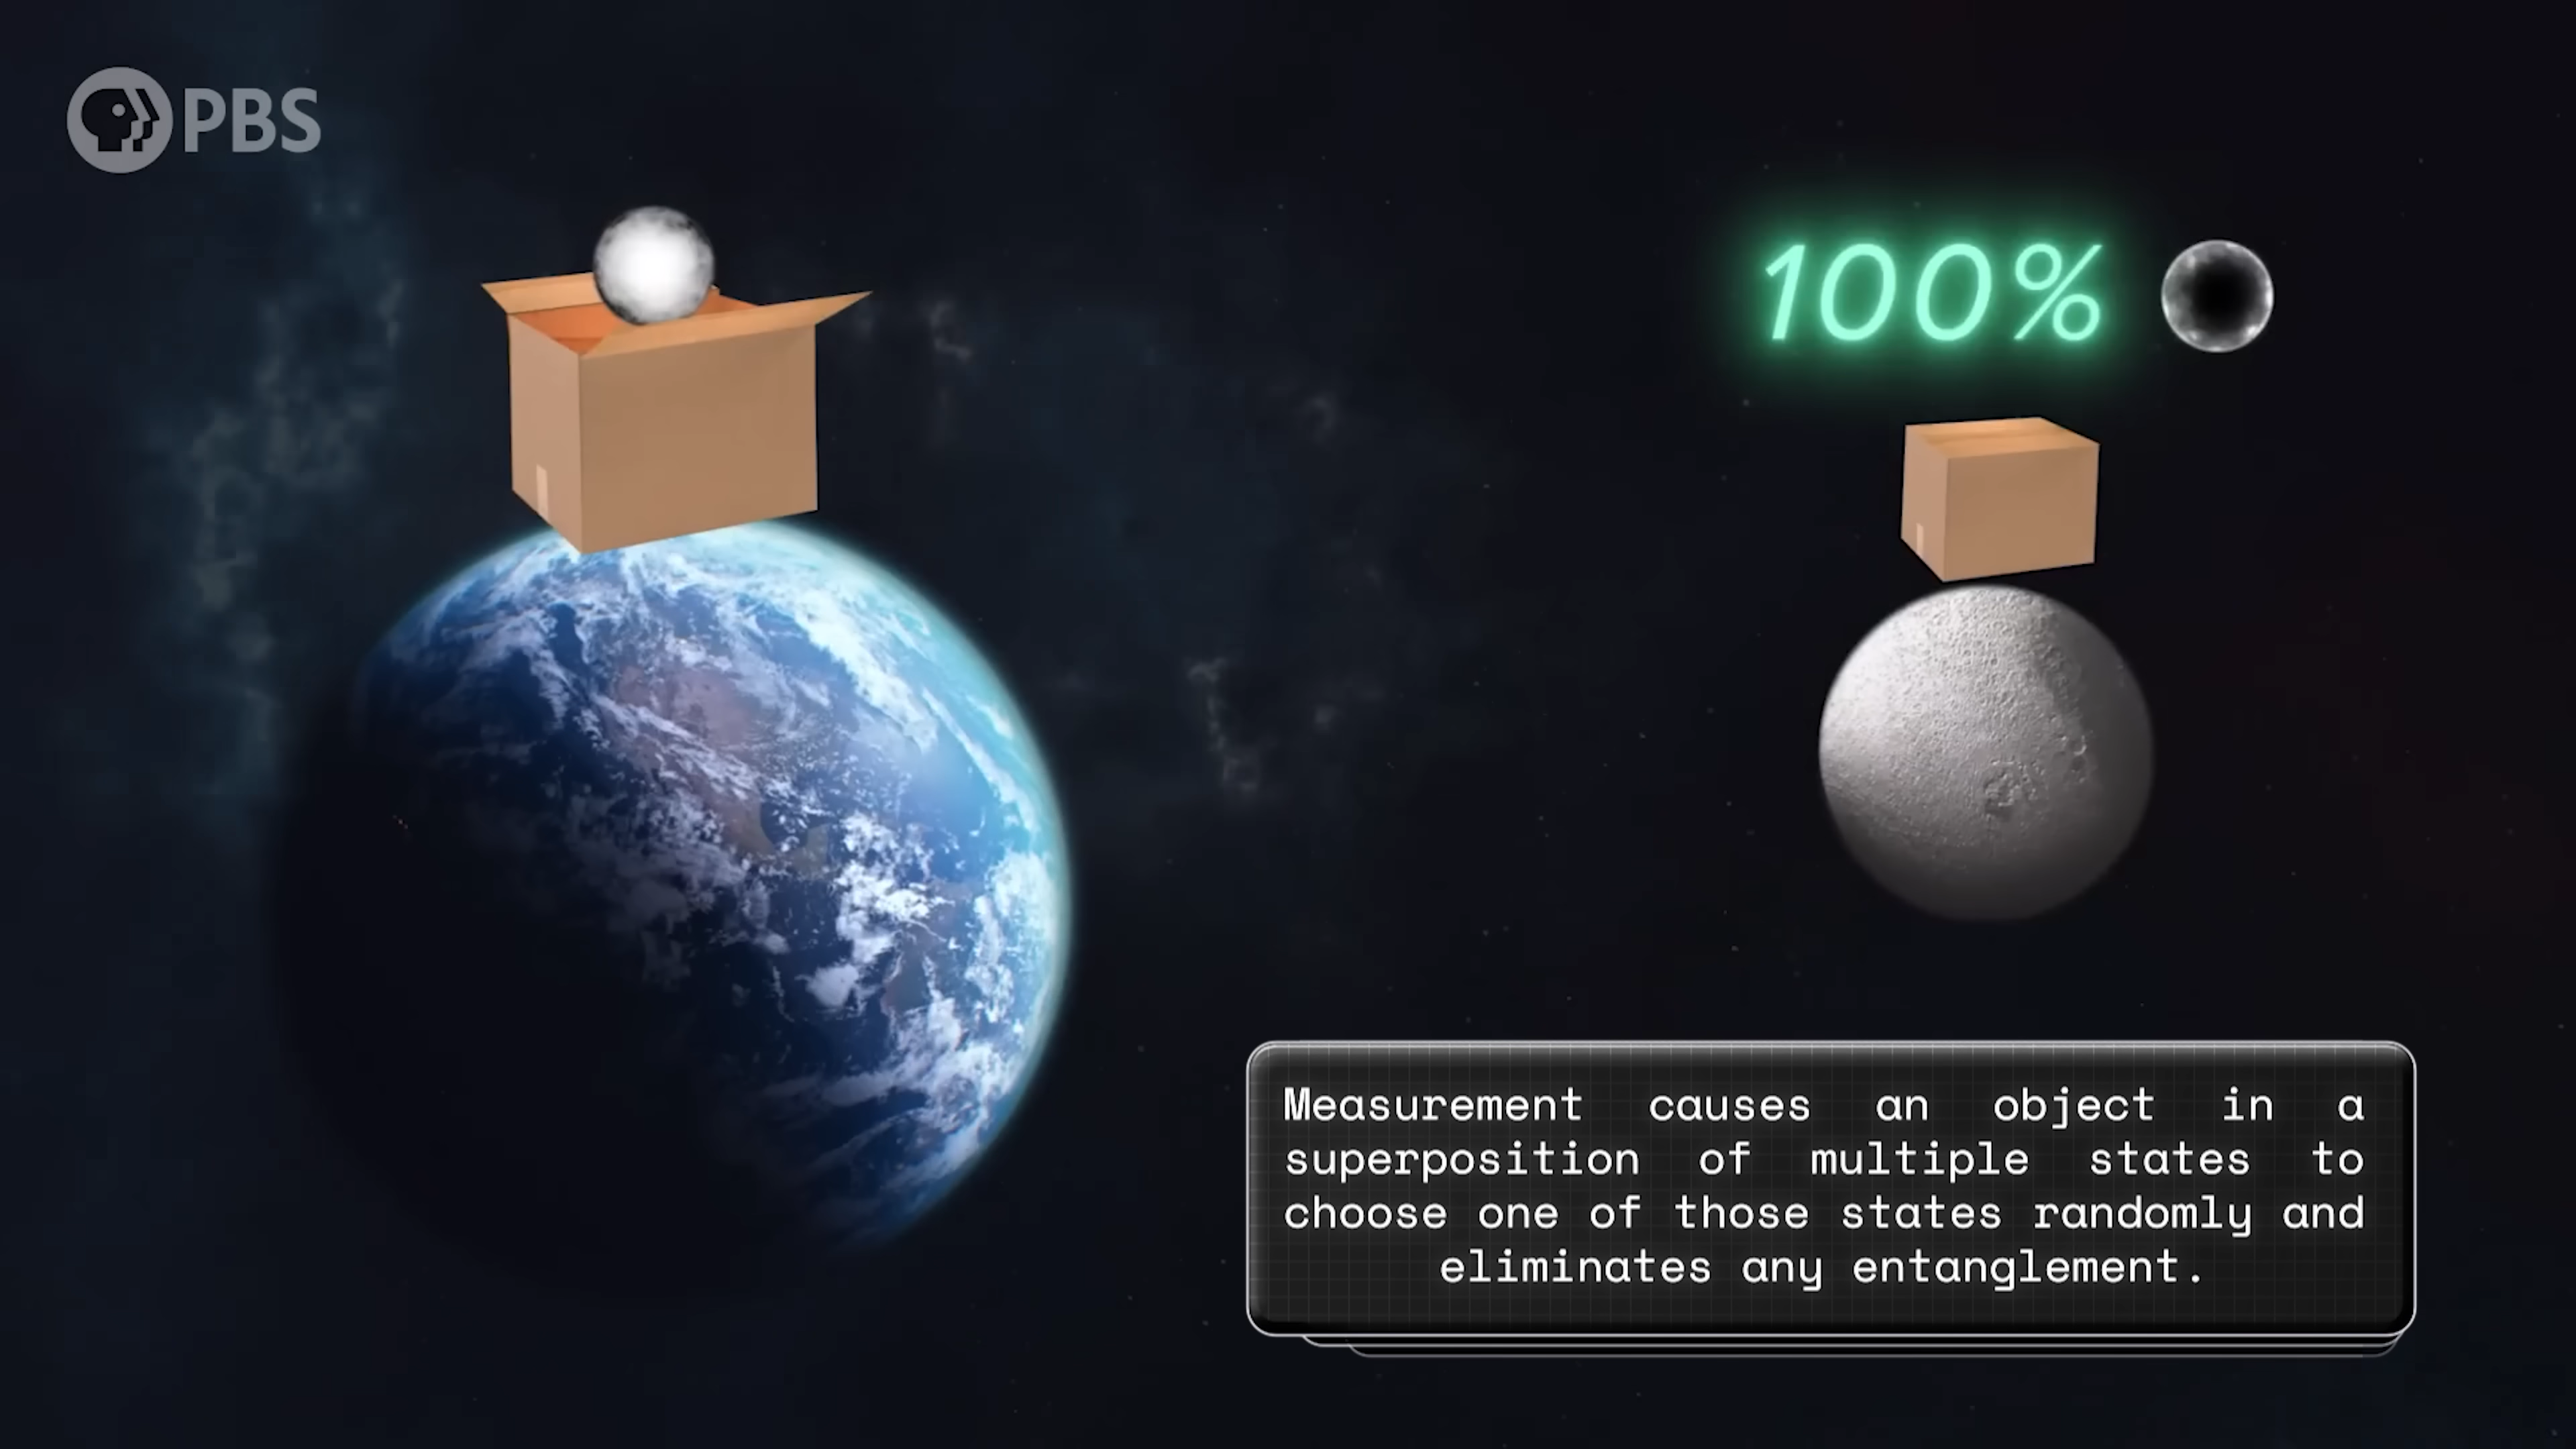 PBS
100%
Measurement causes an object in a
superposition of multiple states to
choose one of those states randomly and
eliminates any entanglement.